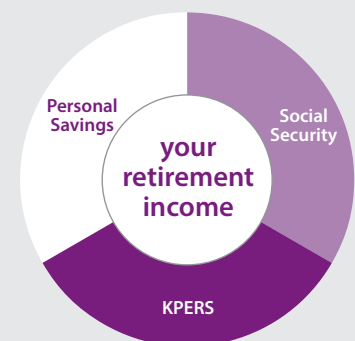 Personal
Savings
Social
Security
your
retirement
income
KPERS